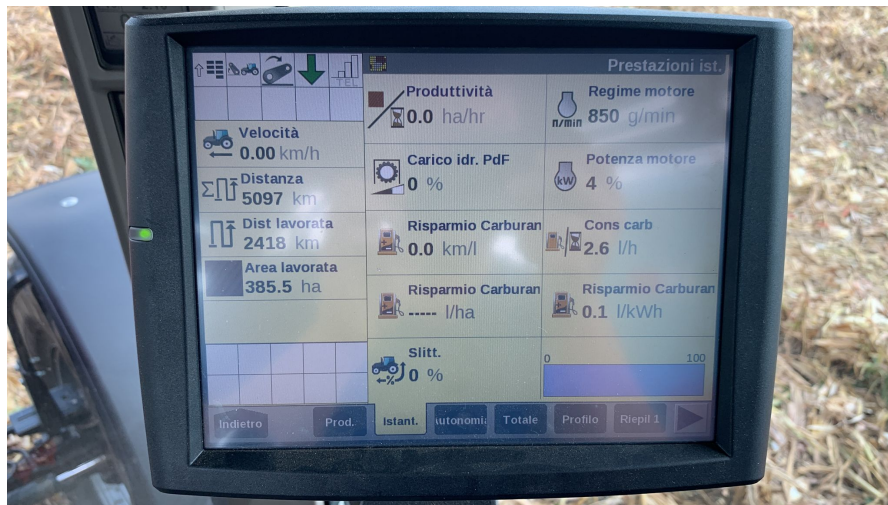 TEL
Prestazioni ist.
Velocità
0.00 km/h
Distanza
5097 km
Dist lavorata
2418 km
Area lavorata
385.5 ha
Produttività
0.0 ha/hr
Regime motore
n/min
850 g/min
Carico idr. PdF
0 %
Potenza motore
kW
4 %
Risparmio Carburan
0.0 km/l
Cons carb
2.6 l/h
Risparmio Carburan
----- l/ha
Risparmio Carburan
0.1 l/kWh
Slitt.
%
0 %
0 100
Indietro
Prod.
Istant.
utonomi
Totale
Profilo
Riepil 1